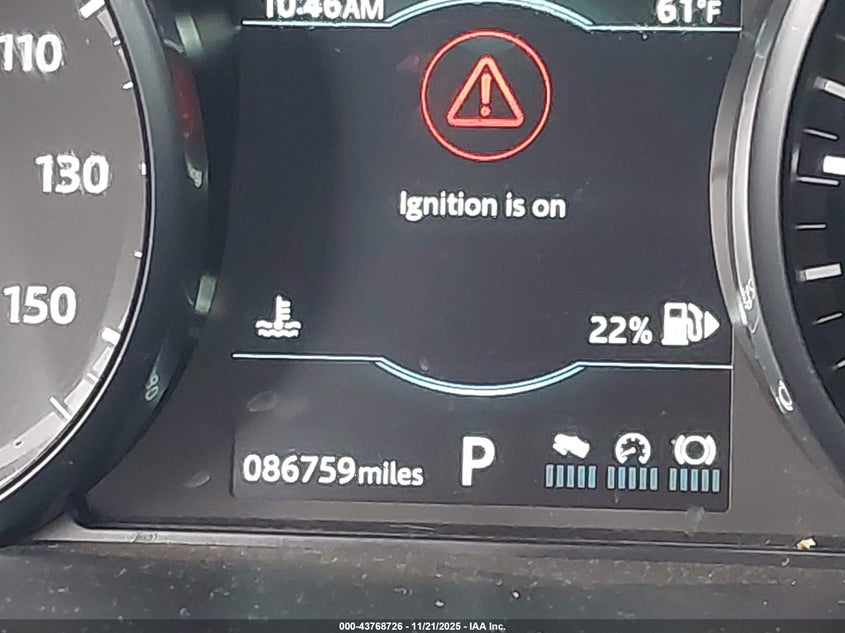 10:46AM 61°F
110
130
150
Ignition is on
22%
086759miles P
000-43768726 - 11/21/2025 - IAA Inc.